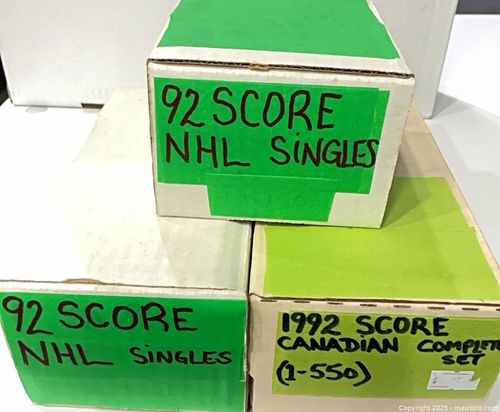 92 SCORE
NHL SiNGLES
92 SCORE
NHL SiNGLES
1992 SCORE
CANADIAN COMPLETE
SET
(1-550)
Copyright 2025 - maxsold.com